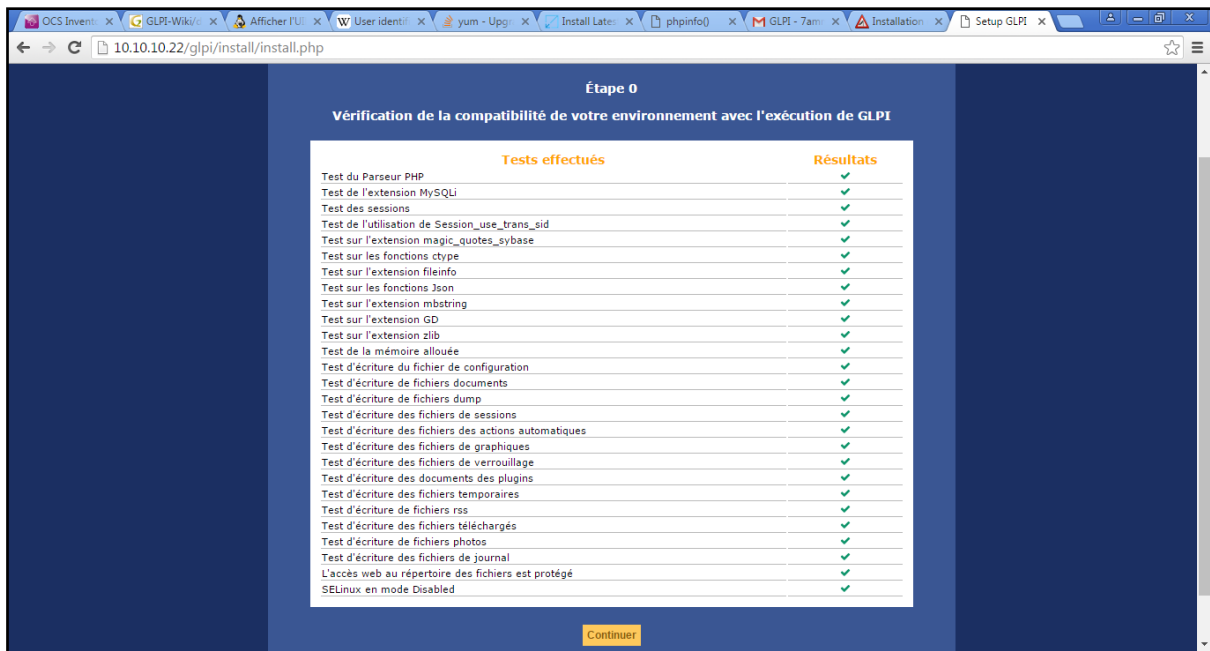 OCS Invent
GLPI-Wiki/
Afficher l'UI
W User identifi
yum - Upgr
Install Lates
phpinfo()
GLPI - 7am
Installation
Setup GLPI
10.10.10.22/glpi/install/install.php
Étape 0
Vérification de la compatibilité de votre environnement avec l'exécution de GLPI
Tests effectués Résultats
Test du Parseur PHP
Test de l'extension MySQLi
Test des sessions
Test de l'utilisation de Session_use_trans_sid
Test sur l'extension magic_quotes_sybase
Test sur les fonctions ctype
Test sur l'extension fileinfo
Test sur les fonctions Json
Test sur l'extension mbstring
Test sur l'extension GD
Test sur l'extension zlib
Test de la mémoire allouée
Test d'écriture du fichier de configuration
Test d'écriture de fichiers documents
Test d'écriture de fichiers dump
Test d'écriture des fichiers de sessions
Test d'écriture des fichiers des actions automatiques
Test d'écriture des fichiers de graphiques
Test d'écriture des fichiers de verrouillage
Test d'écriture des documents des plugins
Test d'écriture des fichiers temporaires
Test d'écriture de fichiers rss
Test d'écriture des fichiers téléchargés
Test d'écriture de fichiers photos
Test d'écriture des fichiers de journal
L'accès web au répertoire des fichiers est protégé
SELinux en mode Disabled
Continuer